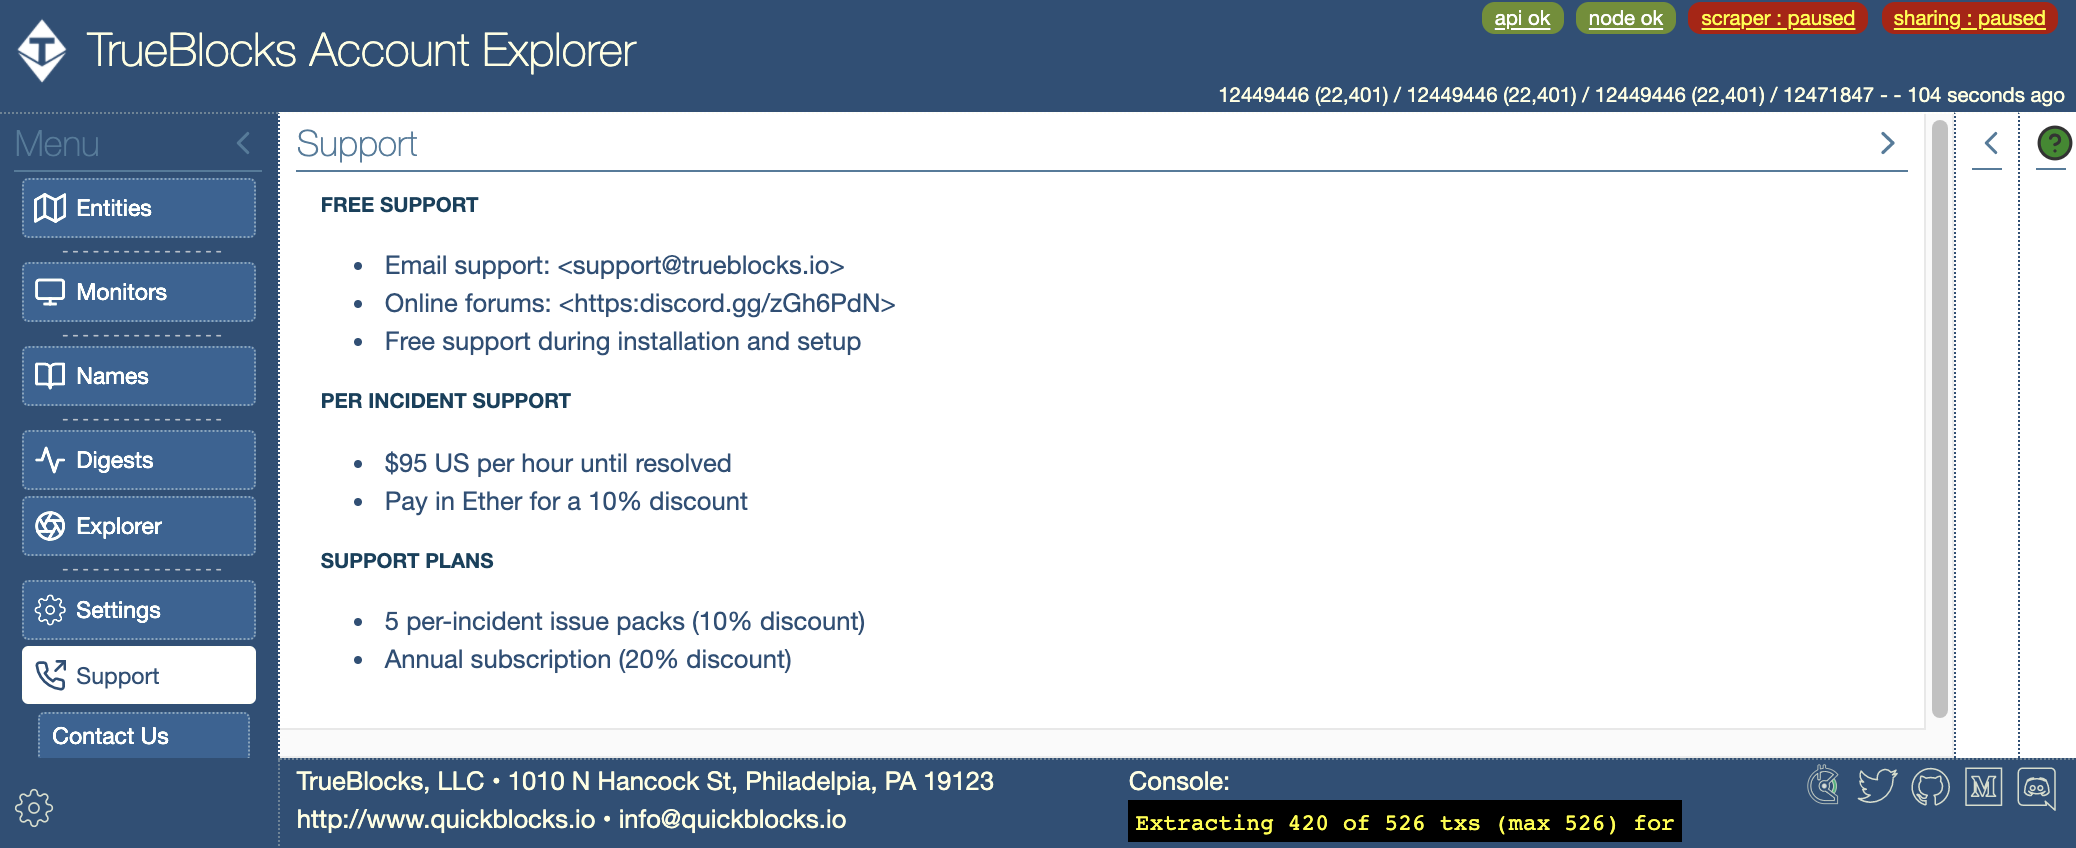 TrueBlocks Account Explorer
api ok node ok scraper : paused sharing : paused
12449446 (22,401) / 12449446 (22,401) / 12449446 (22,401) / 12471847 - - 104 seconds ago
Menu
Entities
Monitors
Names
Digests
Explorer
Settings
Support
Contact Us
Support
FREE SUPPORT
• Email support: <support@trueblocks.io>
• Online forums: <https:discord.gg/zGh6PdN>
• Free support during installation and setup
PER INCIDENT SUPPORT
• $95 US per hour until resolved
• Pay in Ether for a 10% discount
SUPPORT PLANS
• 5 per-incident issue packs (10% discount)
• Annual subscription (20% discount)
?
TrueBlocks, LLC • 1010 N Hancock St, Philadelpia, PA 19123
http://www.quickblocks.io • info@quickblocks.io
Console:
Extracting 420 of 526 txs (max 526) for